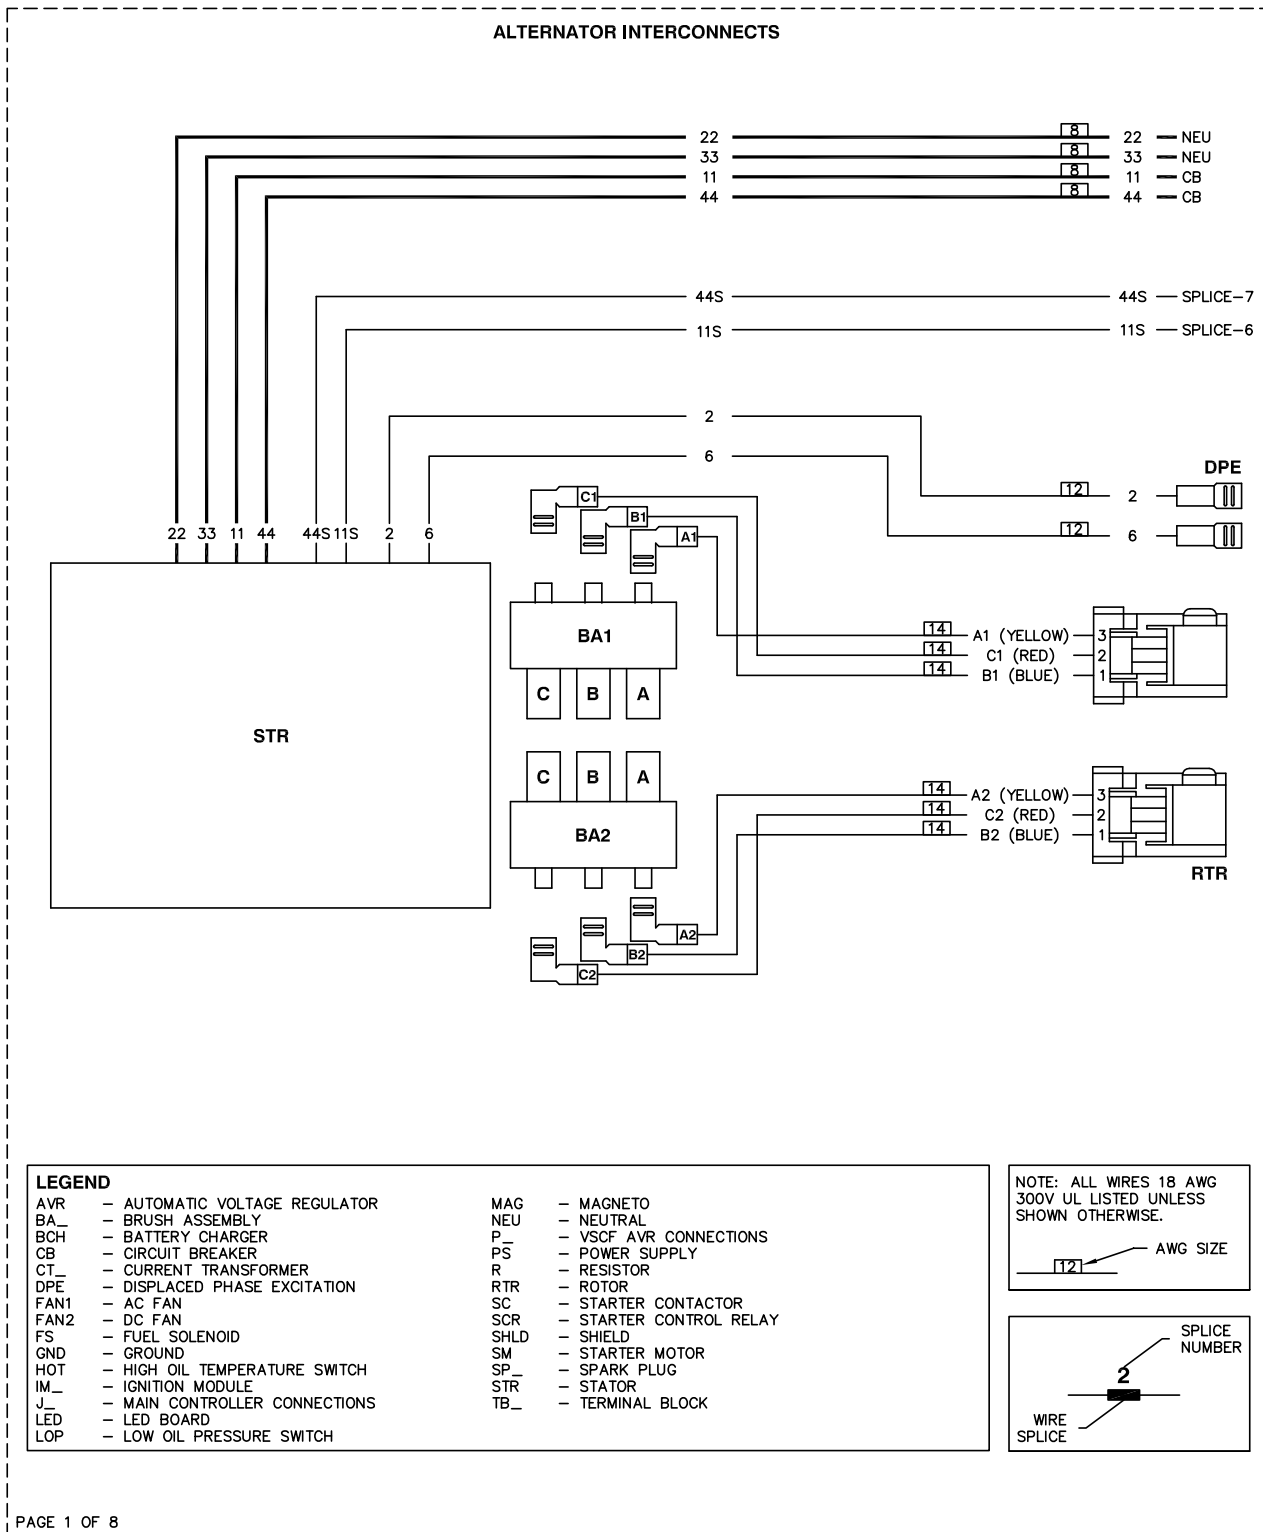 ALTERNATOR INTERCONNECTS
22 8 22 NEU
33 8 33 NEU
11 8 11 CB
44 8 44 CB
44S 44S SPLICE-7
11S 11S SPLICE-6
2
6
DPE
12 2
12 6
22 33 11 44 44S 11S 2 6
C1
B1
A1
BA1
C B A
14 A1 (YELLOW) 3
14 C1 (RED) 2
14 B1 (BLUE) 1
STR
C B A
BA2
14 A2 (YELLOW) 3
14 C2 (RED) 2
14 B2 (BLUE) 1
RTR
A2
B2
C2
LEGEND
AVR – AUTOMATIC VOLTAGE REGULATOR
BA_ – BRUSH ASSEMBLY
BCH – BATTERY CHARGER
CB – CIRCUIT BREAKER
CT_ – CURRENT TRANSFORMER
DPE – DISPLACED PHASE EXCITATION
FAN1 – AC FAN
FAN2 – DC FAN
FS – FUEL SOLENOID
GND – GROUND
HOT – HIGH OIL TEMPERATURE SWITCH
IM_ – IGNITION MODULE
J_ – MAIN CONTROLLER CONNECTIONS
LED – LED BOARD
LOP – LOW OIL PRESSURE SWITCH
MAG – MAGNETO
NEU – NEUTRAL
P_ – VSCF AVR CONNECTIONS
PS – POWER SUPPLY
R – RESISTOR
RTR – ROTOR
SC – STARTER CONTACTOR
SCR – STARTER CONTROL RELAY
SHLD – SHIELD
SM – STARTER MOTOR
SP_ – SPARK PLUG
STR – STATOR
TB_ – TERMINAL BLOCK
NOTE: ALL WIRES 18 AWG
300V UL LISTED UNLESS
SHOWN OTHERWISE.
AWG SIZE
12
SPLICE
NUMBER
2
WIRE
SPLICE
PAGE 1 OF 8